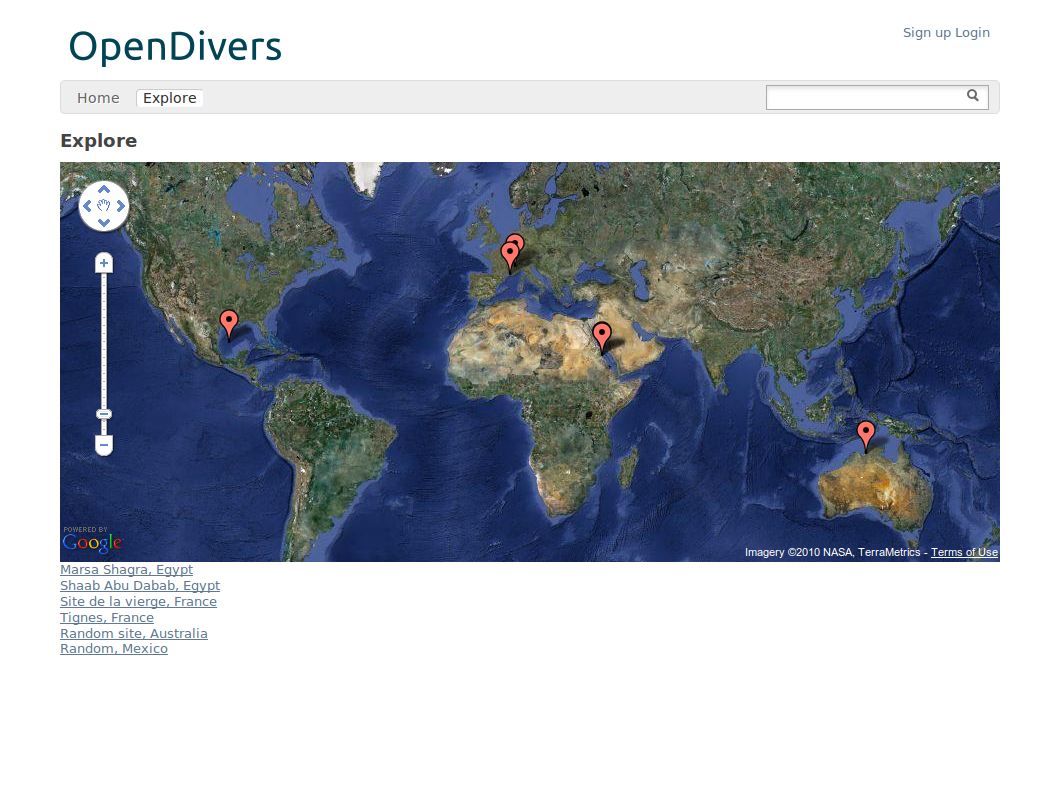 OpenDivers
Sign up Login
Home Explore
Explore
POWERED BY
Google
Imagery ©2010 NASA, TerraMetrics - Terms of Use
Marsa Shagra, Egypt
Shaab Abu Dabab, Egypt
Site de la vierge, France
Tignes, France
Random site, Australia
Random, Mexico